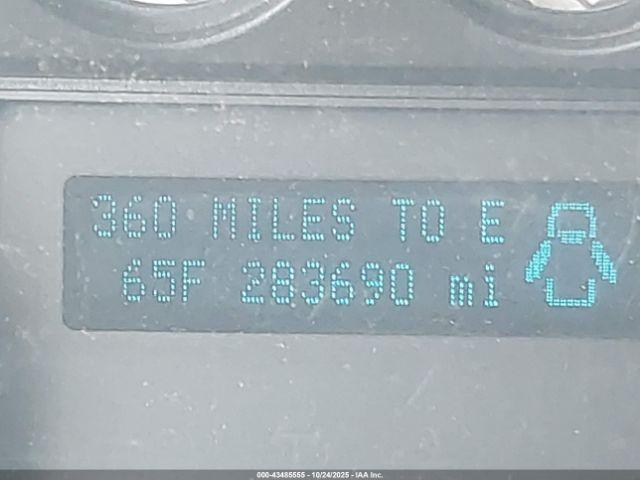 360 MILES TO E
65F 283690 mi
000-43485555 - 10/24/2025 - IAA Inc.